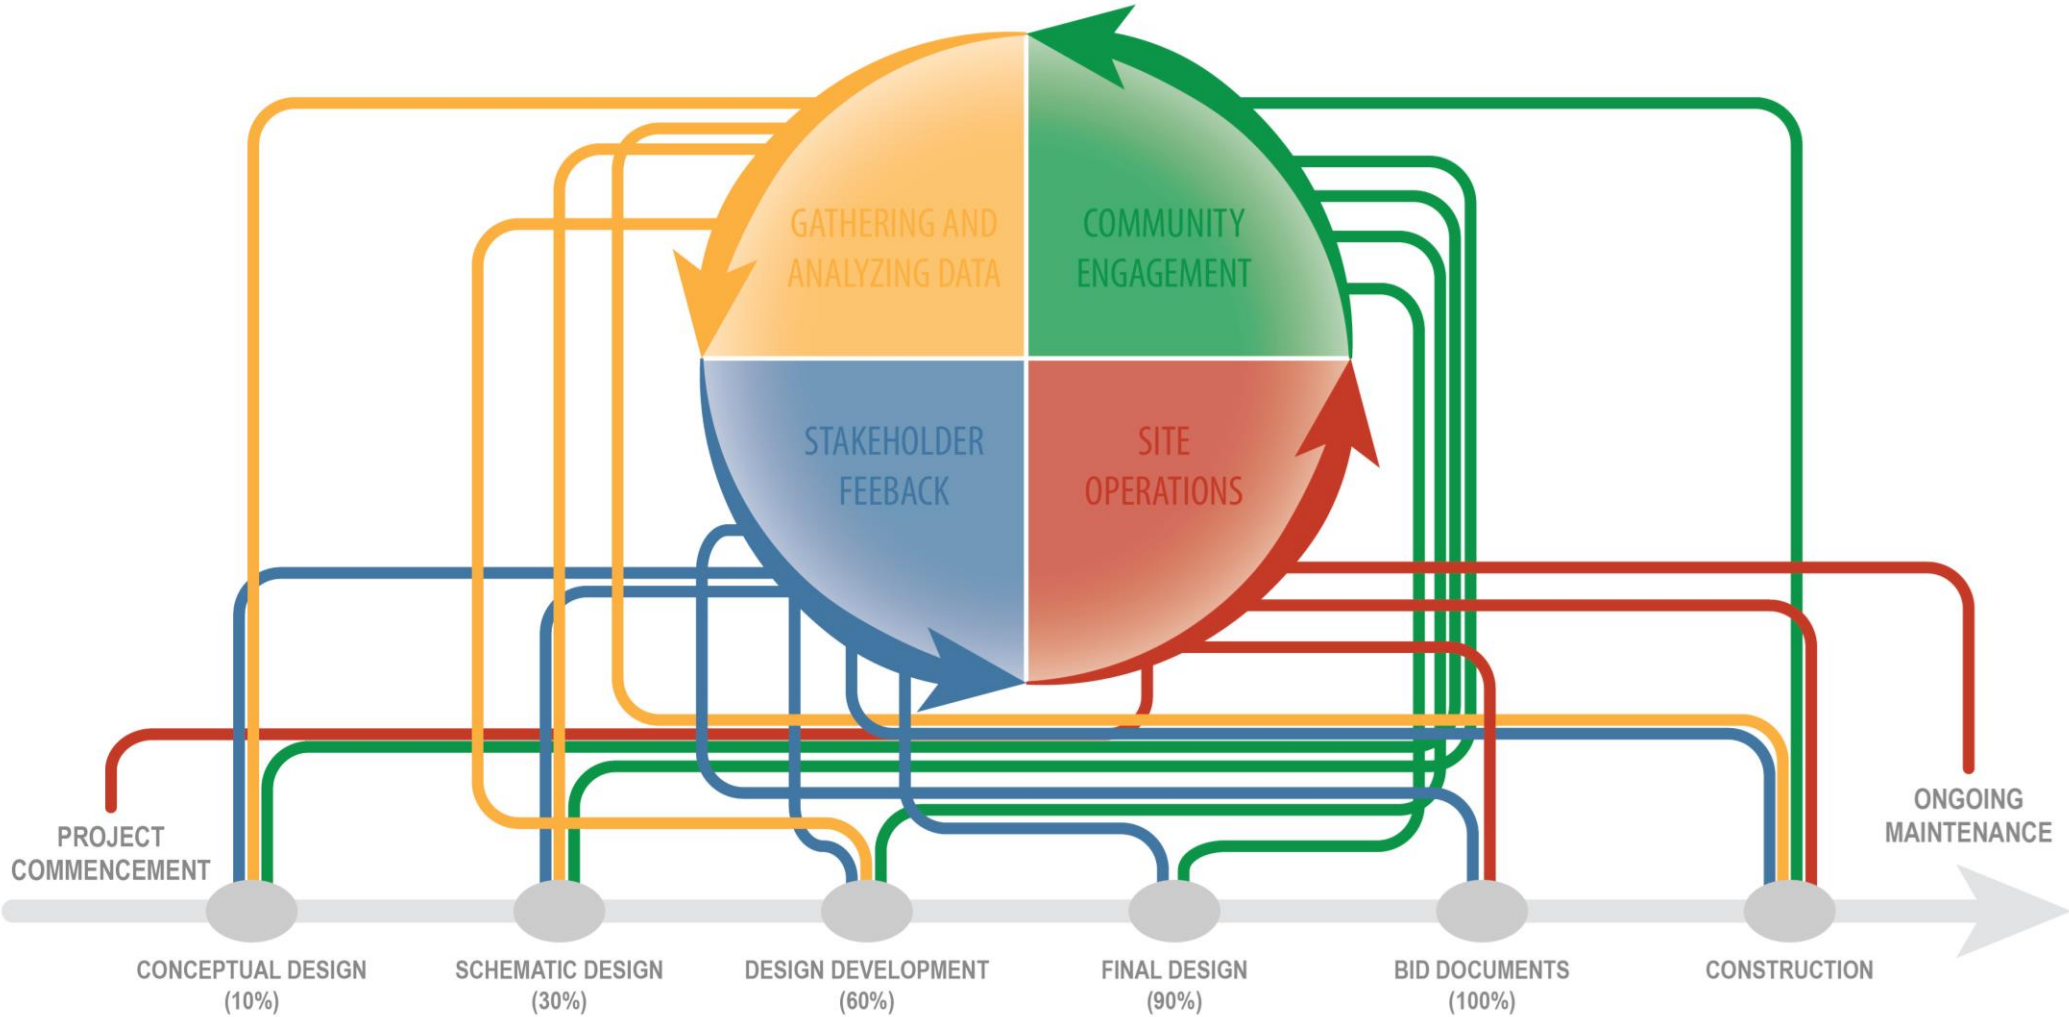 GATHERING AND
ANALYZING DATA
COMMUNITY
ENGAGEMENT
STAKEHOLDER
FEEBACK
SITE
OPERATIONS
PROJECT
COMMENCEMENT
ONGOING
MAINTENANCE
CONCEPTUAL DESIGN
(10%)
SCHEMATIC DESIGN
(30%)
DESIGN DEVELOPMENT
(60%)
FINAL DESIGN
(90%)
BID DOCUMENTS
(100%)
CONSTRUCTION